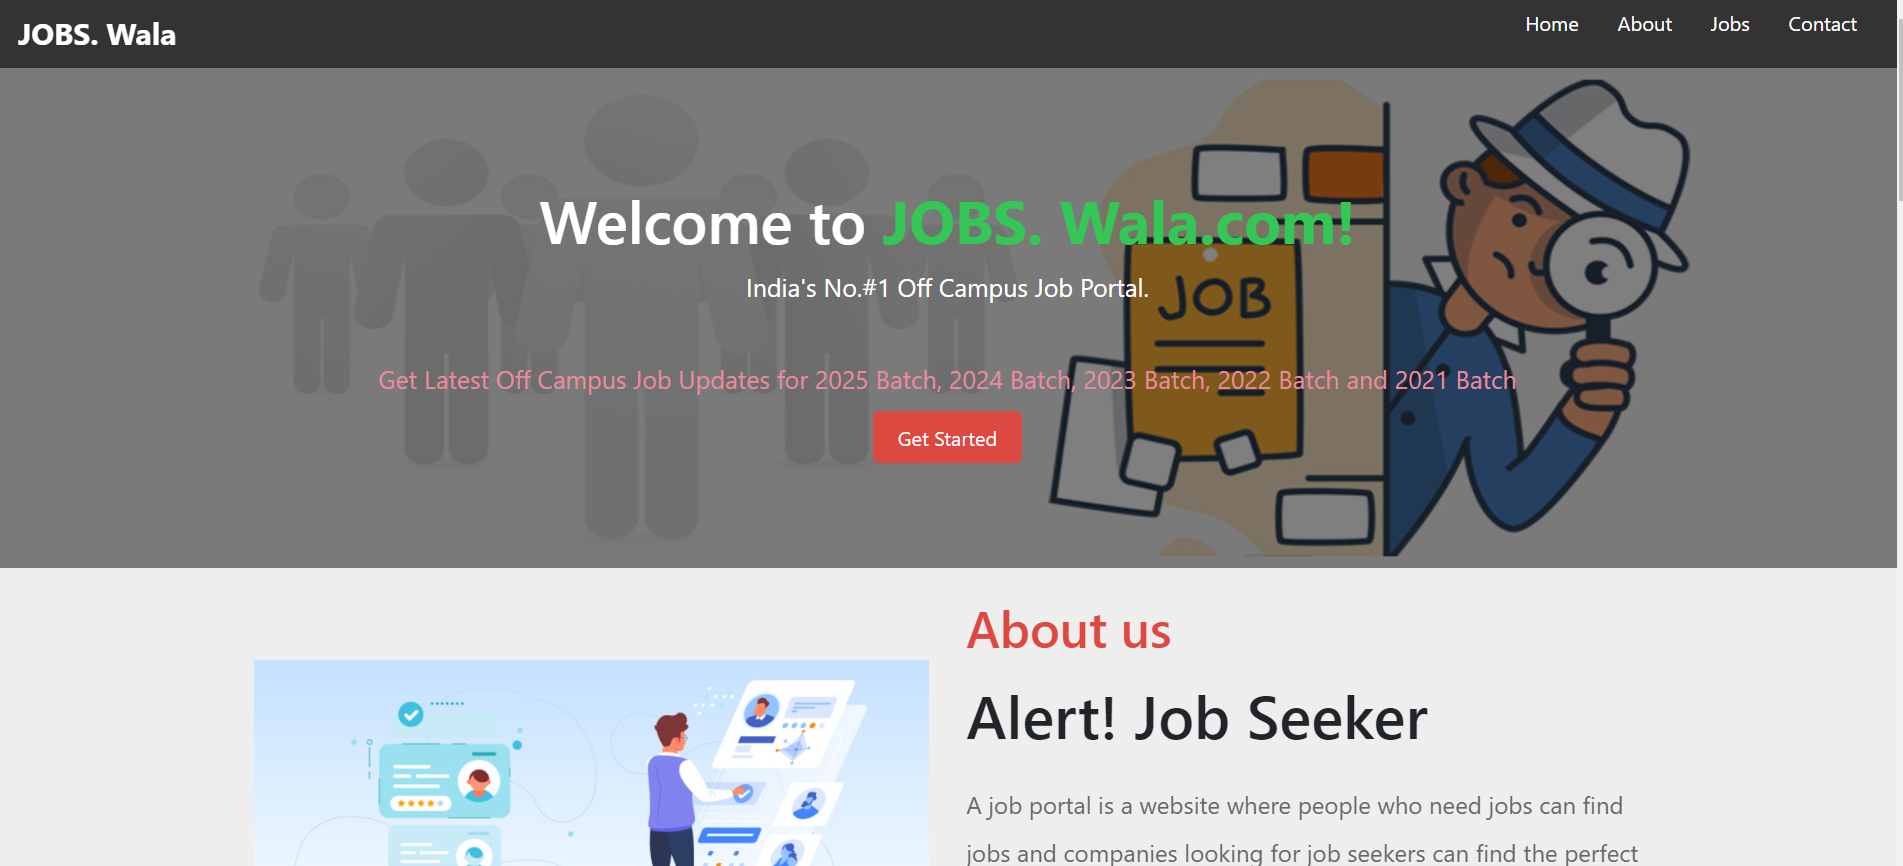 JOBS. Wala
Home About Jobs Contact
Welcome to JOBS. Wala.com!
India's No.#1 Off Campus Job Portal.
JOB
Get Latest Off Campus Job Updates for 2025 Batch, 2024 Batch, 2023 Batch, 2022 Batch and 2021 Batch
Get Started
About us
Alert! Job Seeker
A job portal is a website where people who need jobs can find
jobs and companies looking for job seekers can find the perfect